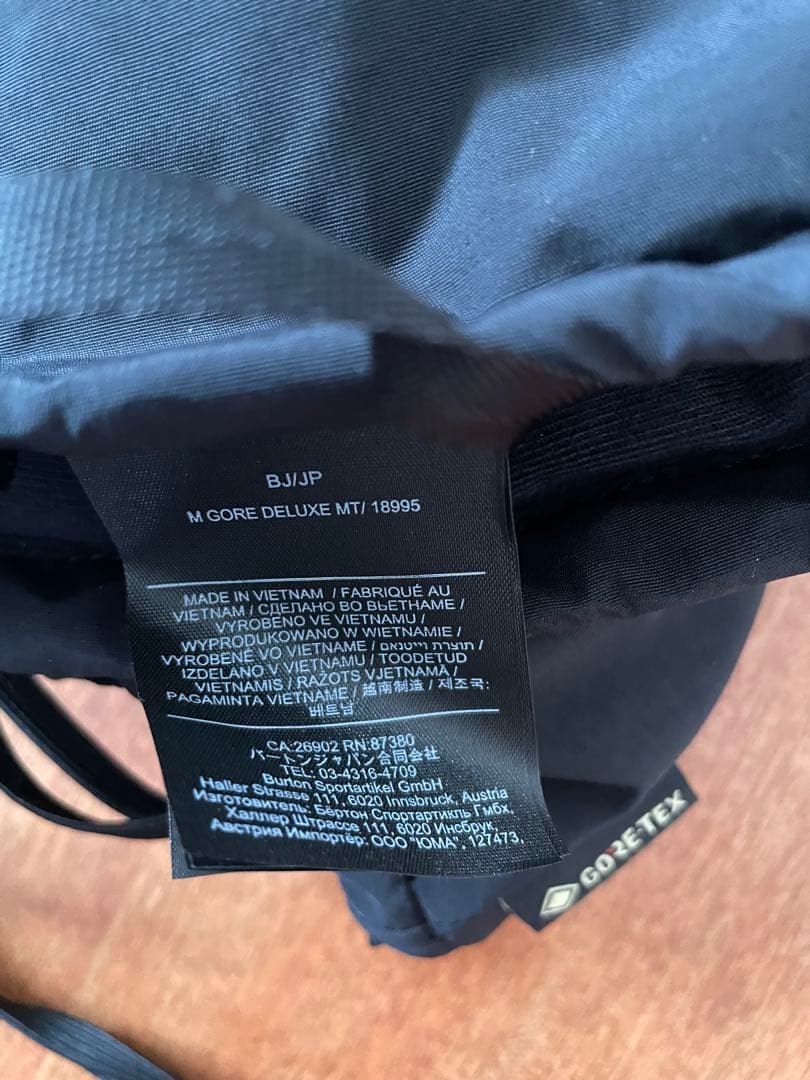 BJ/JP
M GORE DELUXE MT/ 18995
MADE IN VIETNAM / FABRIQUÉ AU
VIETNAM / СДЕЛАНО ВО ВЬЕТНАМЕ /
VYROBENO VE VIETNAMU /
WYPRODUKOWANO W WIETNAMIE /
VYROBENÉ VO VIETNAME / תוצרת וייטנאם
IZDELANO V VIETNAMU / TOODETUD
VIETNAMIS / RAŽOTS VJETNAMĀ /
PAGAMINTA VIETNAME / 越南制造 / 제조국:
베트남
CA:26902 RN:87380
バートンジャパン合同会社
TEL: 03-4316-4709
Burton Sportartikel GmbH
Haller Strasse 111, 6020 Innsbruck, Austria
Изготовитель: Бёртон Спортартикль Гмбх,
Халлер Штрассе 111, 6020 Инсбрук,
Австрия Импортёр: ООО "ЮМА", 127473,
GORE-TEX